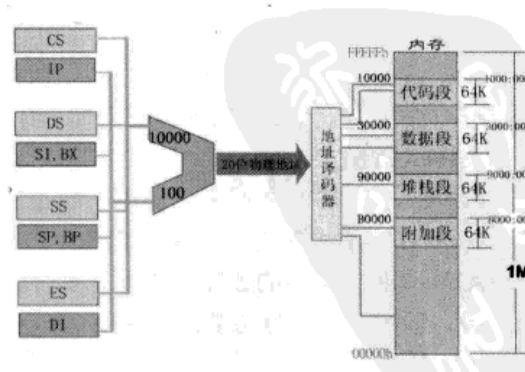 CS
IP
DS
SI, BX
SS
SP, BP
ES
DI
10000
100
20位物理地址
地址译码器
内存
FFFFFh
10000
代码段
64K
数据段
64K
90000
堆栈段
64K
附加段
64K
1M
00000h